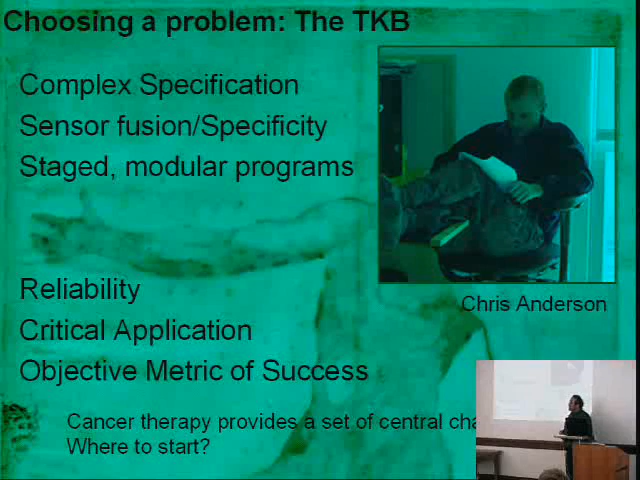 Choosing a problem: The TKB
Complex Specification
Sensor fusion/Specificity
Staged, modular programs
Reliability
Chris Anderson
Critical Application
Objective Metric of Success
Cancer therapy provides a set of central
Where to start?